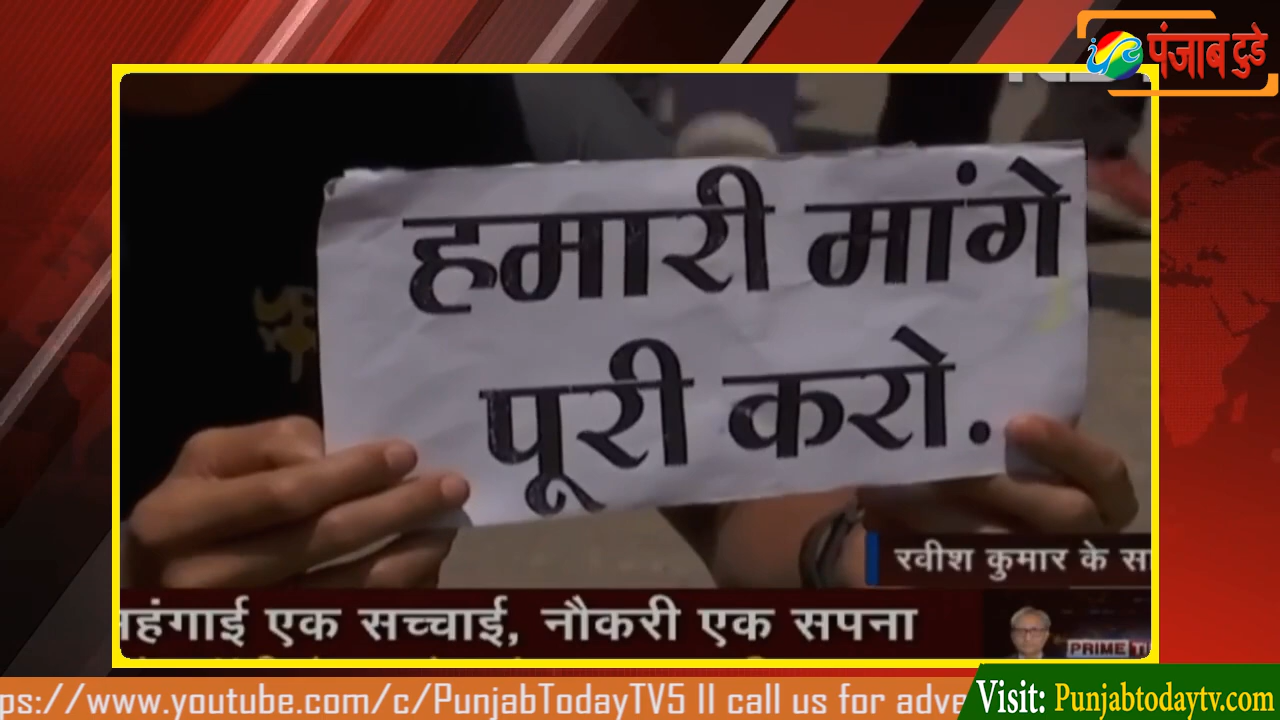 पंजाब टुडे
हमारी मांगे
पूरी करो.
रवीश कुमार के
महंगाई एक सच्चाई, नौकरी एक सपना
PRIME
ps://www.youtube.com/c/PunjabTodayTV5 ll call us for adve
Visit: Punjabtodaytv.com